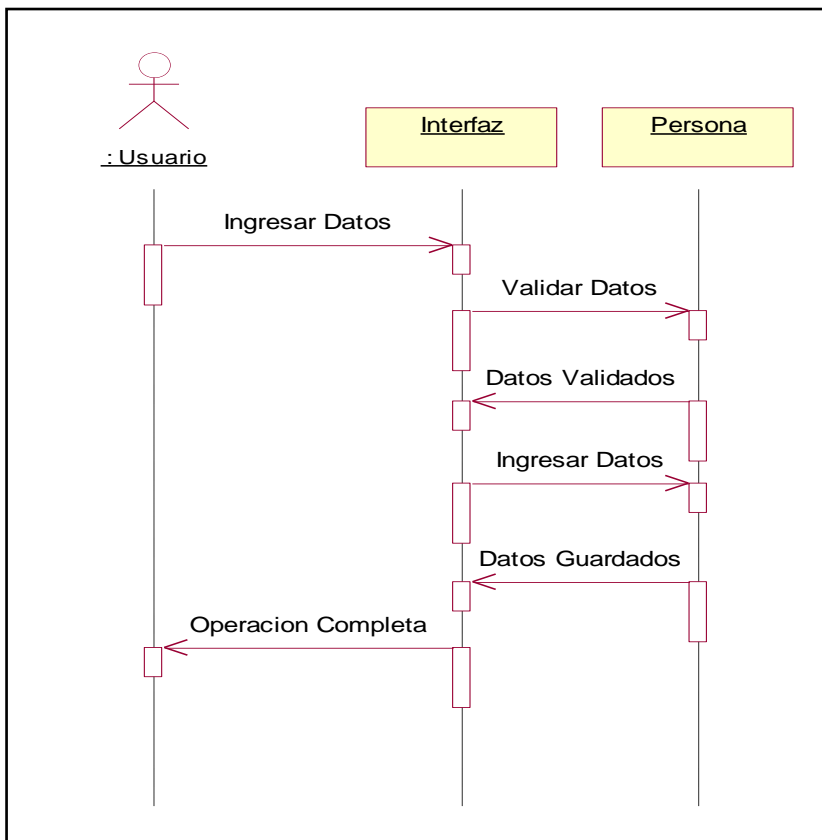 : Usuario
Interfaz
Persona
Ingresar Datos
Validar Datos
Datos Validados
Ingresar Datos
Datos Guardados
Operacion Completa